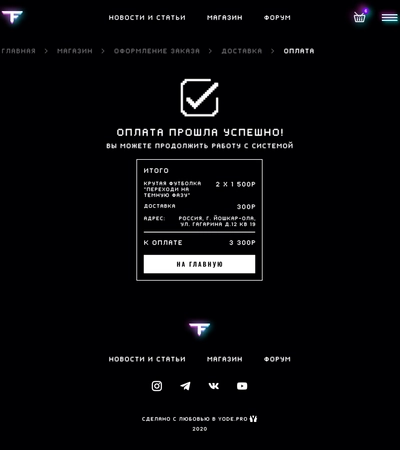 НОВОСТИ И СТАТЬИ МАГАЗИН ФОРУМ
ГЛАВНАЯ > МАГАЗИН > ОФОРМЛЕНИЕ ЗАКАЗА > ДОСТАВКА > ОПЛАТА
ОПЛАТА ПРОШЛА УСПЕШНО!
ВЫ МОЖЕТЕ ПРОДОЛЖИТЬ РАБОТУ С СИСТЕМОЙ
ИТОГО
КРУТАЯ ФУТБОЛКА 2 X 1 500Р
"ПЕРЕХОДИ НА
ТЕМНУЮ ФАЗУ"
ДОСТАВКА 300Р
АДРЕС: РОССИЯ, Г. ЙОШКАР-ОЛА,
УЛ. ГАГАРИНА Д.12 КВ 19
К ОПЛАТЕ 3 300Р
НА ГЛАВНУЮ
TF
НОВОСТИ И СТАТЬИ МАГАЗИН ФОРУМ
СДЕЛАНО С ЛЮБОВЬЮ В YODE.PRO
2020